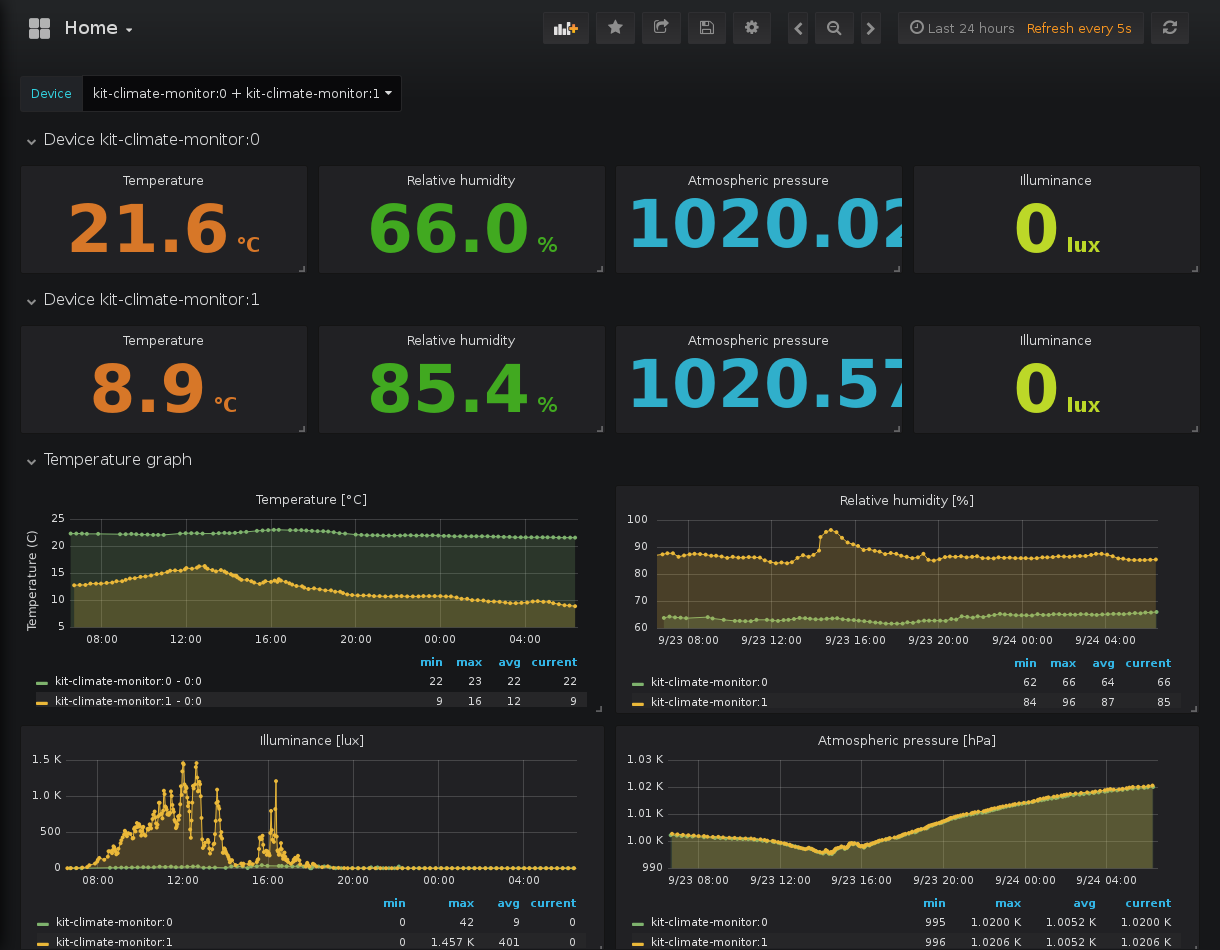 Home
Last 24 hours Refresh every 5s
Device kit-climate-monitor:0 + kit-climate-monitor:1
Device kit-climate-monitor:0
Temperature Relative humidity Atmospheric pressure Illuminance
21.6 °C 66.0 % 1020.02 0 lux
Device kit-climate-monitor:1
Temperature Relative humidity Atmospheric pressure Illuminance
8.9 °C 85.4 % 1020.57 0 lux
Temperature graph
Temperature [°C]
Temperature (C)
25
20
15
10
5
08:00 12:00 16:00 20:00 00:00 04:00
min max avg current
kit-climate-monitor:0 - 0:0 22 23 22 22
kit-climate-monitor:1 - 0:0 9 16 12 9
Relative humidity [%]
100
90
80
70
60
9/23 08:00 9/23 12:00 9/23 16:00 9/23 20:00 9/24 00:00 9/24 04:00
min max avg current
kit-climate-monitor:0 62 66 64 66
kit-climate-monitor:1 84 96 87 85
Illuminance [lux]
1.5 K
1.0 K
500
0
08:00 12:00 16:00 20:00 00:00 04:00
min max avg current
kit-climate-monitor:0 0 42 9 0
kit-climate-monitor:1 0 1.457 K 401 0
Atmospheric pressure [hPa]
1.03 K
1.02 K
1.01 K
1.00 K
990
9/23 08:00 9/23 12:00 9/23 16:00 9/23 20:00 9/24 00:00 9/24 04:00
min max avg current
kit-climate-monitor:0 995 1.0200 K 1.0052 K 1.0200 K
kit-climate-monitor:1 996 1.0206 K 1.0052 K 1.0206 K